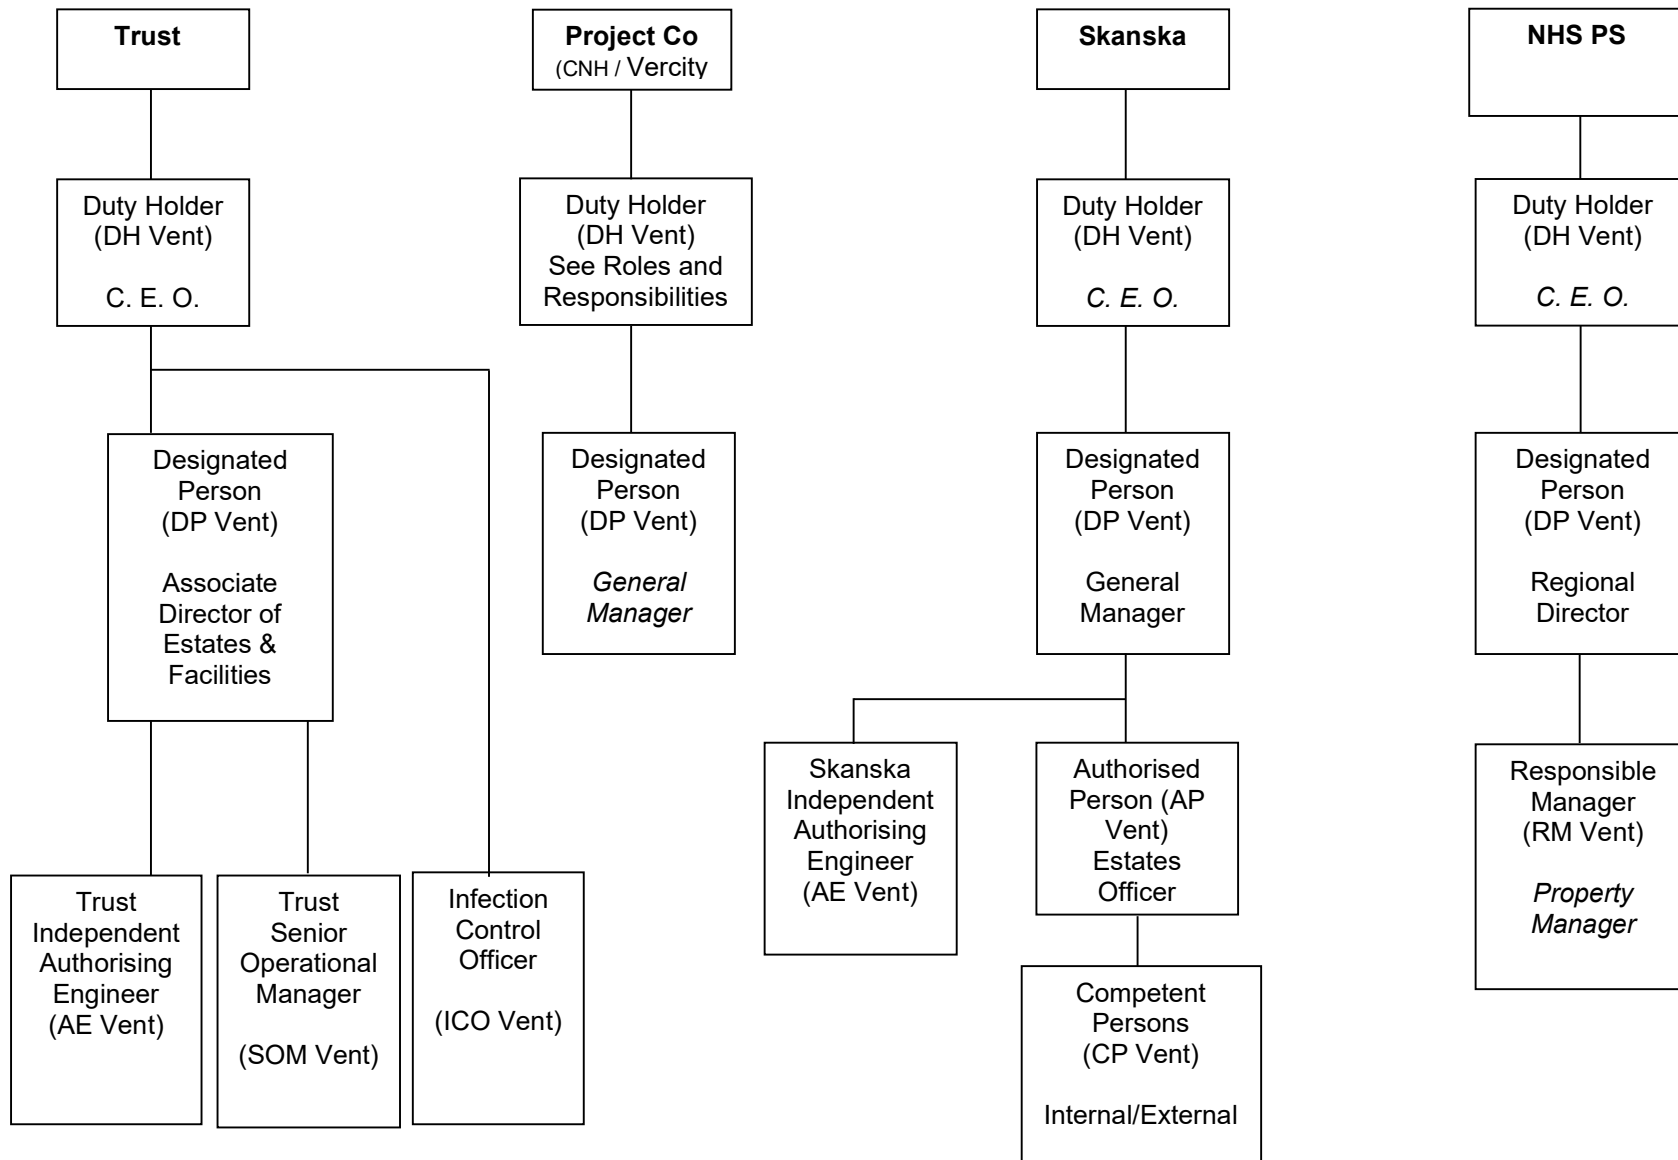 Trust
Project Co
(CNH / Vercity
Skanska
NHS PS
Duty Holder
(DH Vent)
C. E. O.
Duty Holder
(DH Vent)
See Roles and
Responsibilities
Duty Holder
(DH Vent)
C. E. O.
Duty Holder
(DH Vent)
C. E. O.
Designated
Person
(DP Vent)
Associate
Director of
Estates &
Facilities
Designated
Person
(DP Vent)
General
Manager
Designated
Person
(DP Vent)
General
Manager
Designated
Person
(DP Vent)
Regional
Director
Skanska
Independent
Authorising
Engineer
(AE Vent)
Authorised
Person (AP
Vent)
Estates
Officer
Responsible
Manager
(RM Vent)
Property
Manager
Trust
Independent
Authorising
Engineer
(AE Vent)
Trust
Senior
Operational
Manager
(SOM Vent)
Infection
Control
Officer
(ICO Vent)
Competent
Persons
(CP Vent)
Internal/External